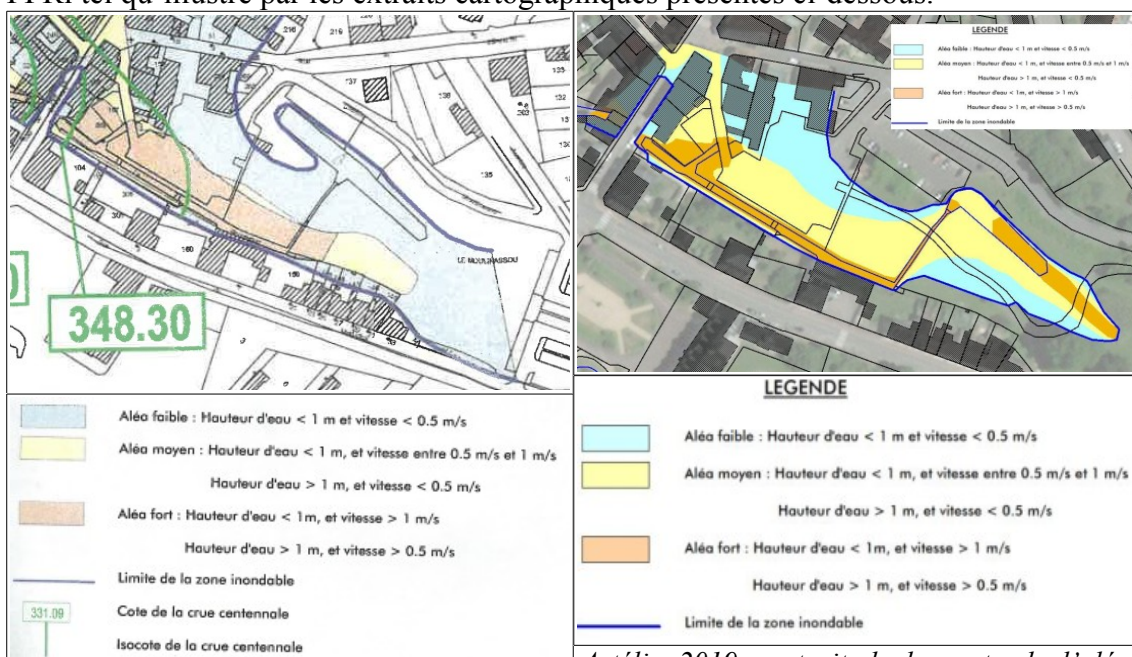 PPRi tel qu'illustré par les extraits cartographiques présentés ci-dessous.
348.30
LE MOULINASSOU
137
136
135
104
160
Aléa faible : Hauteur d'eau < 1 m et vitesse < 0.5 m/s
Aléa moyen : Hauteur d'eau < 1 m, et vitesse entre 0.5 m/s et 1 m/s
Hauteur d'eau > 1 m, et vitesse < 0.5 m/s
Aléa fort : Hauteur d'eau < 1m, et vitesse > 1 m/s
Hauteur d'eau > 1 m, et vitesse > 0.5 m/s
Limite de la zone inondable
331.09
Cote de la crue centennale
Isocote de la crue centennale
LEGENDE
Aléa faible : Hauteur d'eau < 1 m et vitesse < 0.5 m/s
Aléa moyen : Hauteur d'eau < 1 m, et vitesse entre 0.5 m/s et 1 m/s
Hauteur d'eau > 1 m, et vitesse < 0.5 m/s
Aléa fort : Hauteur d'eau < 1m, et vitesse > 1 m/s
Hauteur d'eau > 1 m, et vitesse > 0.5 m/s
Limite de la zone inondable
LEGENDE
Aléa faible : Hauteur d'eau < 1 m et vitesse < 0.5 m/s
Aléa moyen : Hauteur d'eau < 1 m, et vitesse entre 0.5 m/s et 1 m/s
Hauteur d'eau > 1 m, et vitesse < 0.5 m/s
Aléa fort : Hauteur d'eau < 1m, et vitesse > 1 m/s
Hauteur d'eau > 1 m, et vitesse > 0.5 m/s
Limite de la zone inondable